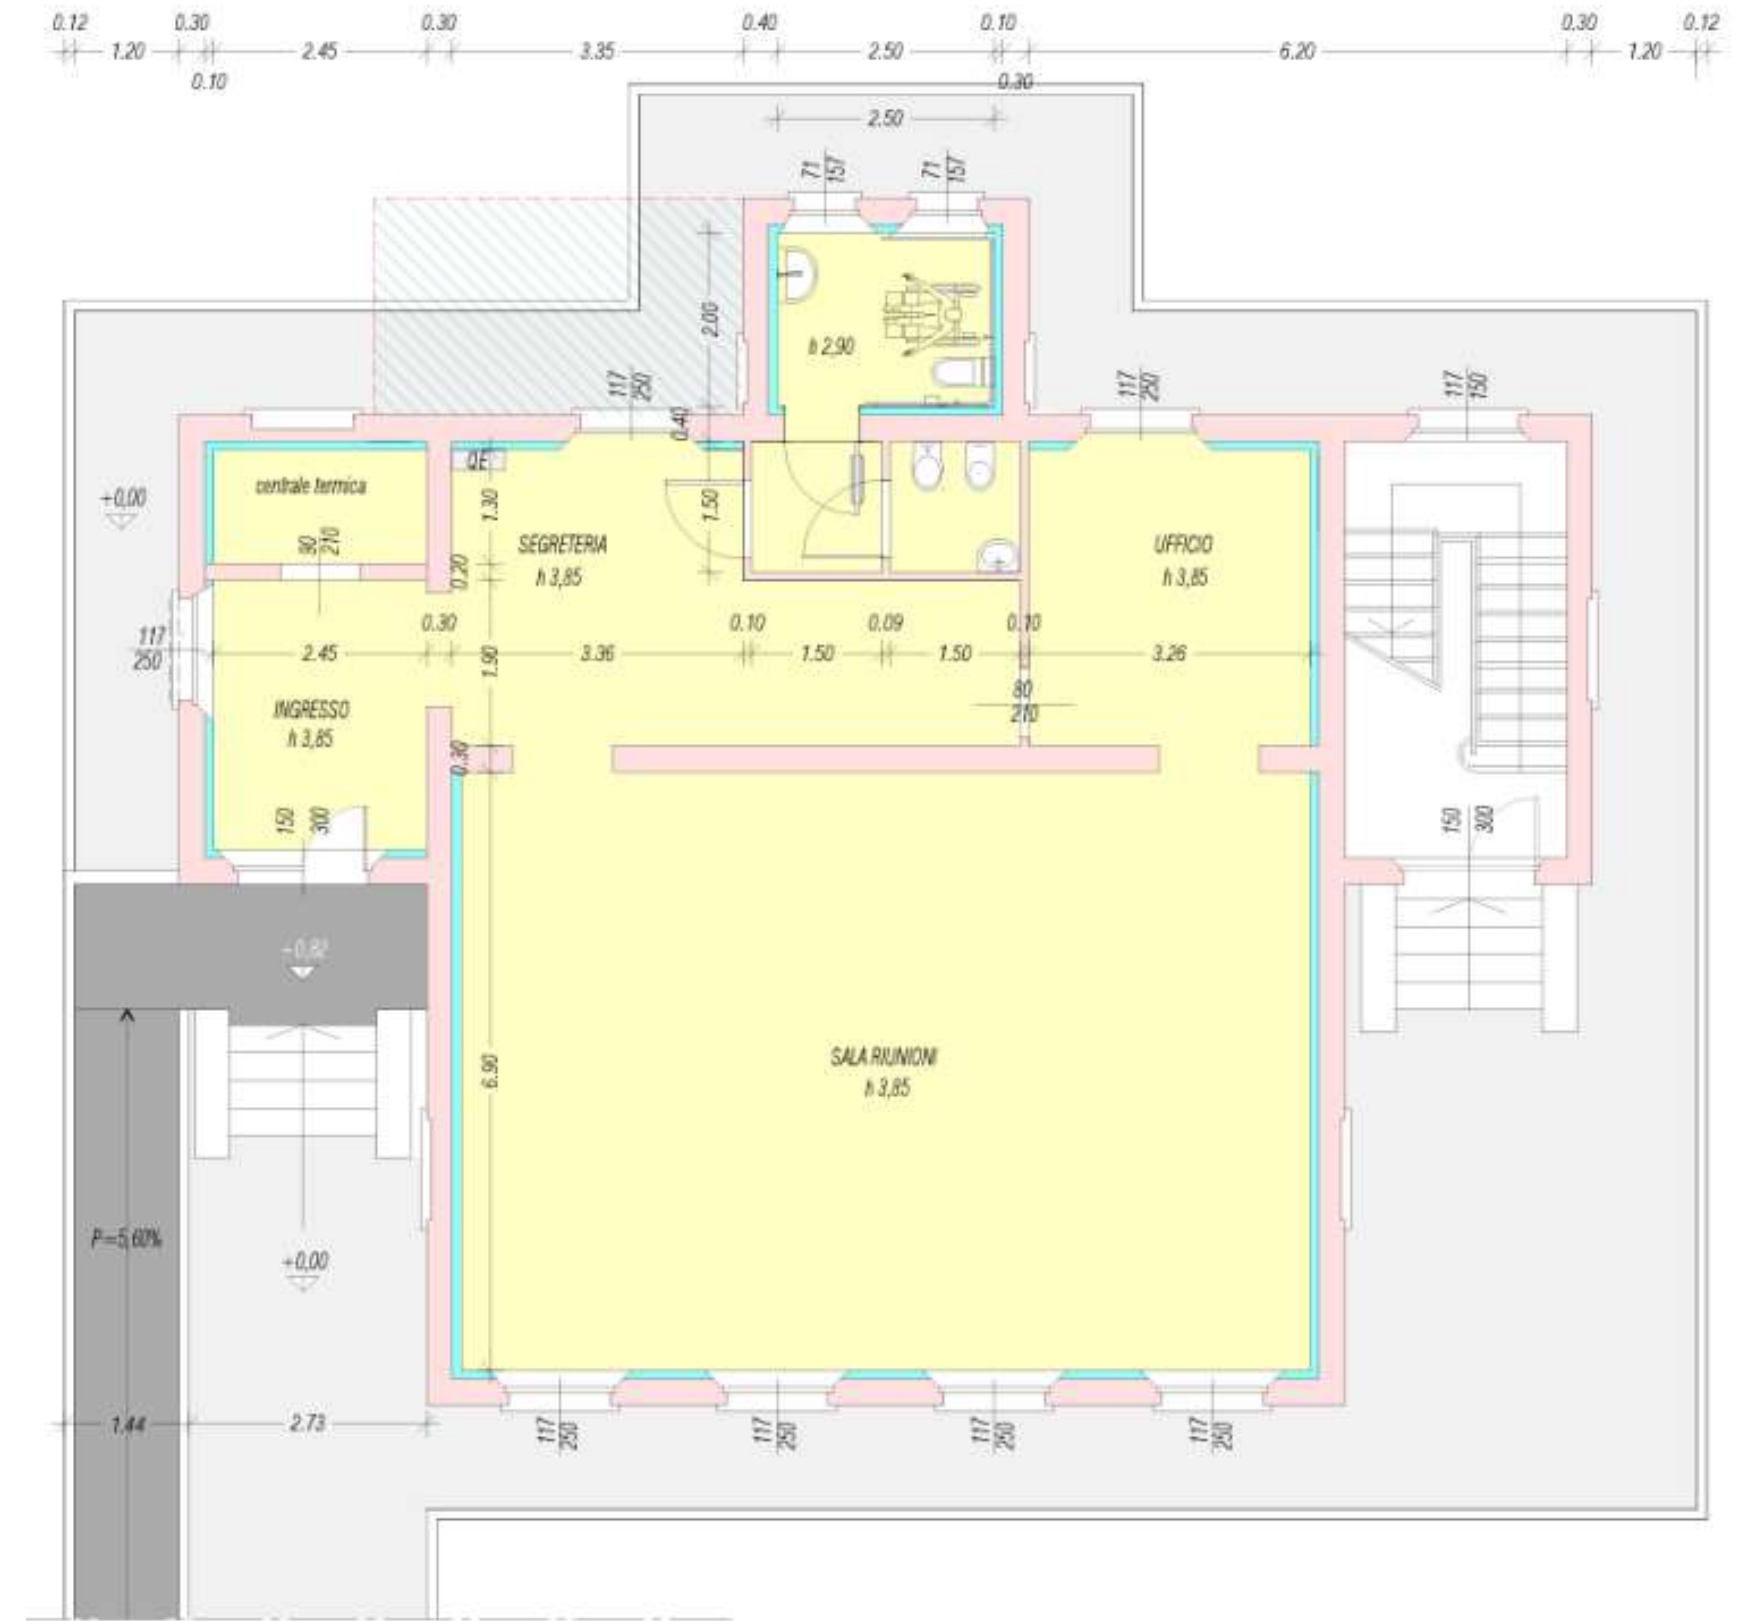 0.12 0.30 0.30 0.40 0.10 0.30 0.12
1.20 2.45 3.35 2.50 6.20 1.20
0.10 0.30
2.50
71
157
71
157
2.00
h 2,90
117
250
117
250
117
150
0.40
QE
centrale termica
+0,00
1.30
1.50
90
210
SEGRETERIA
h 3,85
UFFICIO
h 3,85
0.20
0.30 0.10 0.09 0.10
117
250
2.45 3.36 1.50 1.50 3.26
1.90
80
210
INGRESSO
h 3,85
0.30
150
300
150
300
+0,82
SALA RIUNIONI
h 3,85
6.90
P=5,60%
+0,00
1.44 2.73
117
250
117
250
117
250
117
250